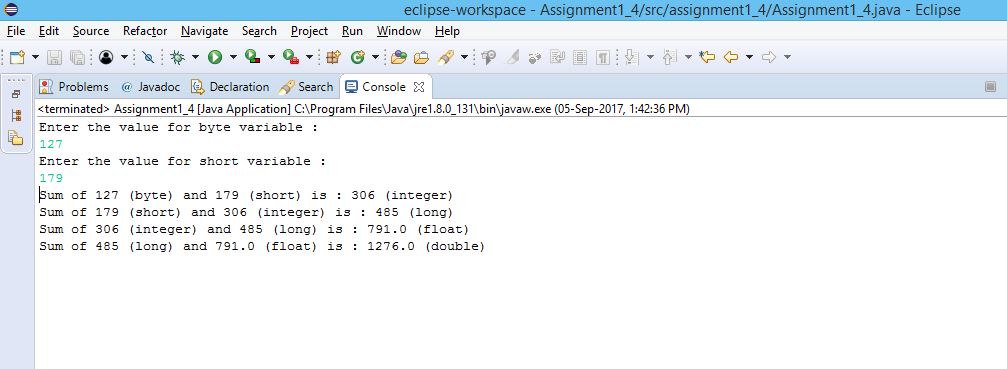 eclipse-workspace - Assignment1_4/src/assignment1_4/Assignment1_4.java - Eclipse
File Edit Source Refactor Navigate Search Project Run Window Help
Problems @ Javadoc Declaration Search Console
<terminated> Assignment1_4 [Java Application] C:\Program Files\Java\jre1.8.0_131\bin\javaw.exe (05-Sep-2017, 1:42:36 PM)
Enter the value for byte variable :
127
Enter the value for short variable :
179
Sum of 127 (byte) and 179 (short) is : 306 (integer)
Sum of 179 (short) and 306 (integer) is : 485 (long)
Sum of 306 (integer) and 485 (long) is : 791.0 (float)
Sum of 485 (long) and 791.0 (float) is : 1276.0 (double)